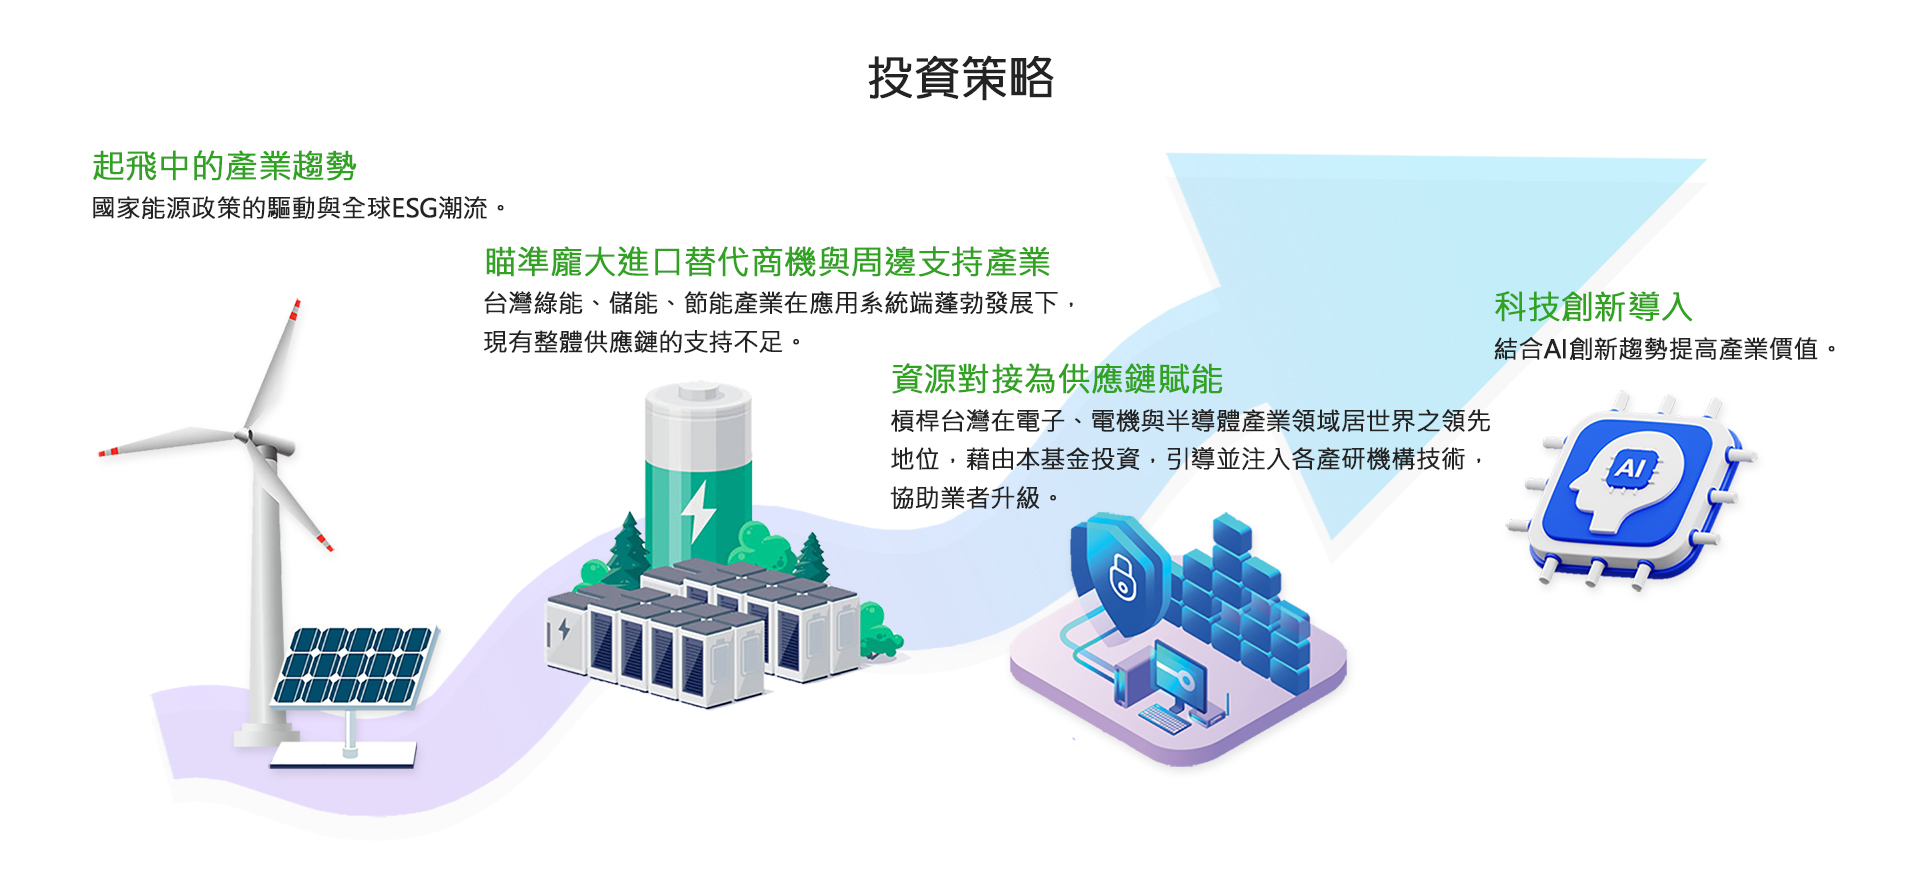 投資策略
起飛中的產業趨勢
國家能源政策的驅動與全球ESG潮流。
瞄準龐大進口替代商機與周邊支持產業
台灣綠能、儲能、節能產業在應用系統端蓬勃發展下，
現有整體供應鏈的支持不足。
資源對接為供應鏈賦能
槓桿台灣在電子、電機與半導體產業領域居世界之領先
地位，藉由本基金投資，引導並注入各產研機構技術，
協助業者升級。
科技創新導入
結合AI創新趨勢提高產業價值。
AI